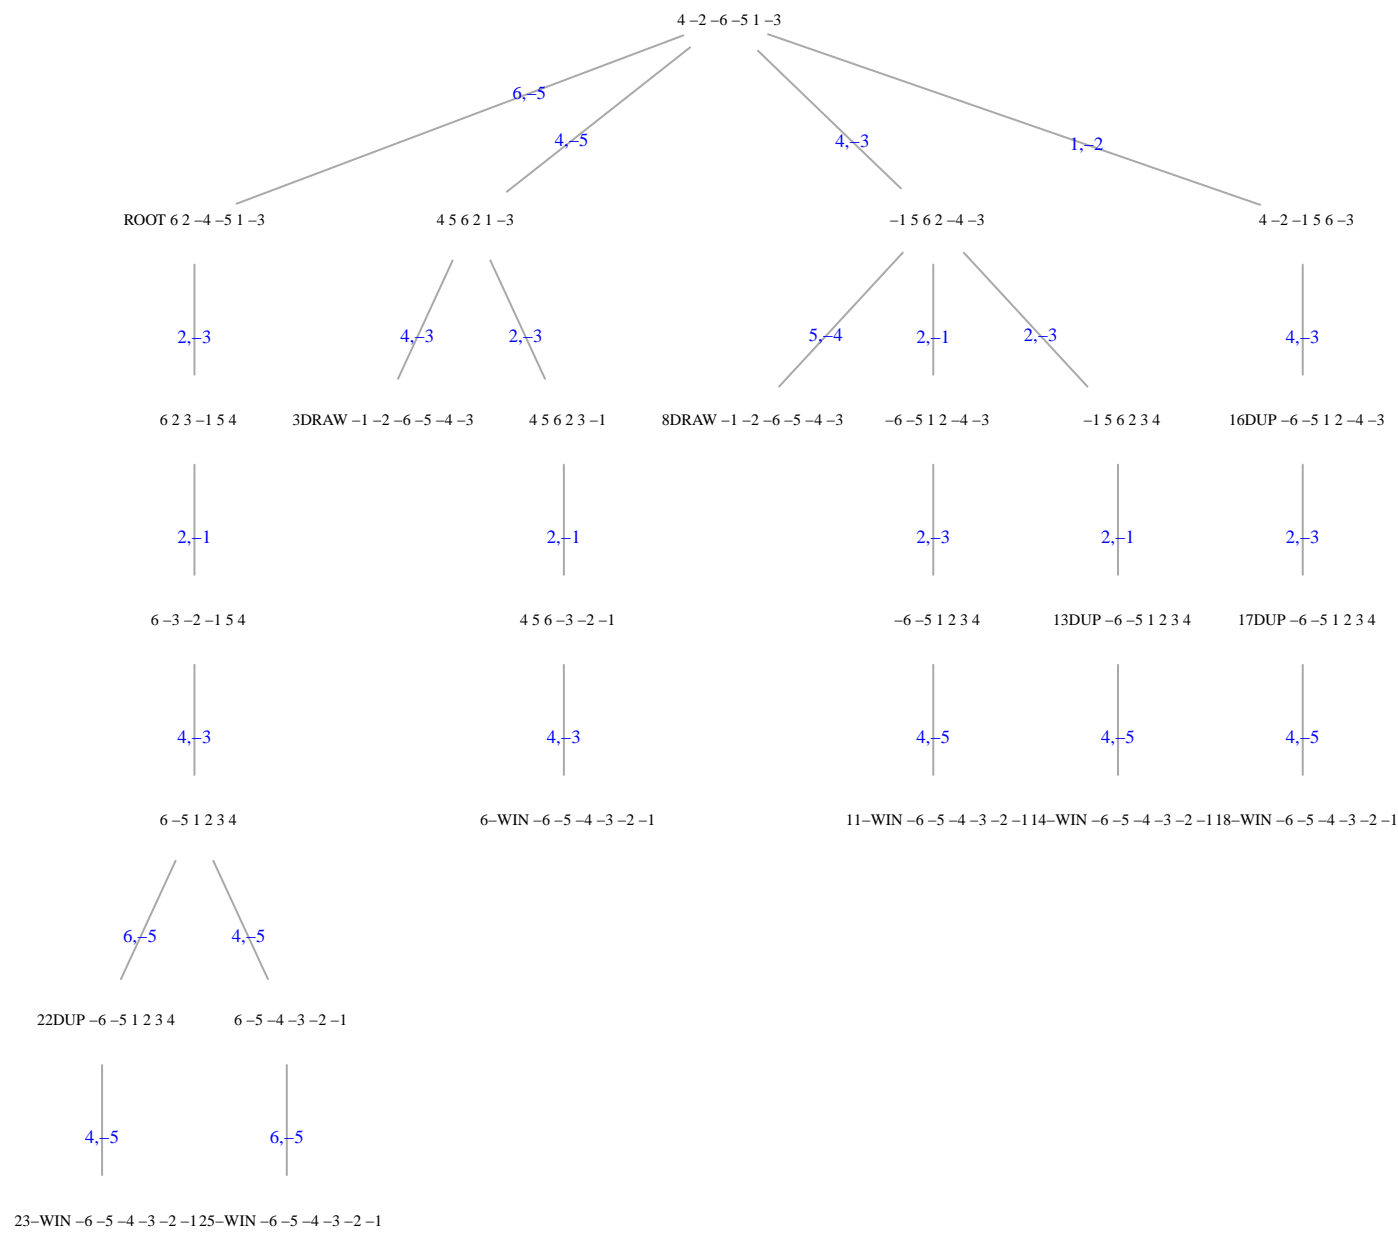 4 –2 –6 –5 1 –3
6,–5
4,–5
4,–3
1,–2
ROOT 6 2 –4 –5 1 –3
4 5 6 2 1 –3
–1 5 6 2 –4 –3
4 –2 –1 5 6 –3
2,–3
4,–3
2,–3
5,–4
2,–1
2,–3
4,–3
6 2 3 –1 5 4
3DRAW –1 –2 –6 –5 –4 –3
4 5 6 2 3 –1
8DRAW –1 –2 –6 –5 –4 –3
–6 –5 1 2 –4 –3
–1 5 6 2 3 4
16DUP –6 –5 1 2 –4 –3
2,–1
2,–1
2,–3
2,–1
2,–3
6 –3 –2 –1 5 4
4 5 6 –3 –2 –1
–6 –5 1 2 3 4
13DUP –6 –5 1 2 3 4
17DUP –6 –5 1 2 3 4
4,–3
4,–3
4,–5
4,–5
4,–5
6 –5 1 2 3 4
6–WIN –6 –5 –4 –3 –2 –1
11–WIN –6 –5 –4 –3 –2 –1
14–WIN –6 –5 –4 –3 –2 –1
18–WIN –6 –5 –4 –3 –2 –1
6,–5
4,–5
22DUP –6 –5 1 2 3 4
6 –5 –4 –3 –2 –1
4,–5
6,–5
23–WIN –6 –5 –4 –3 –2 –1
25–WIN –6 –5 –4 –3 –2 –1